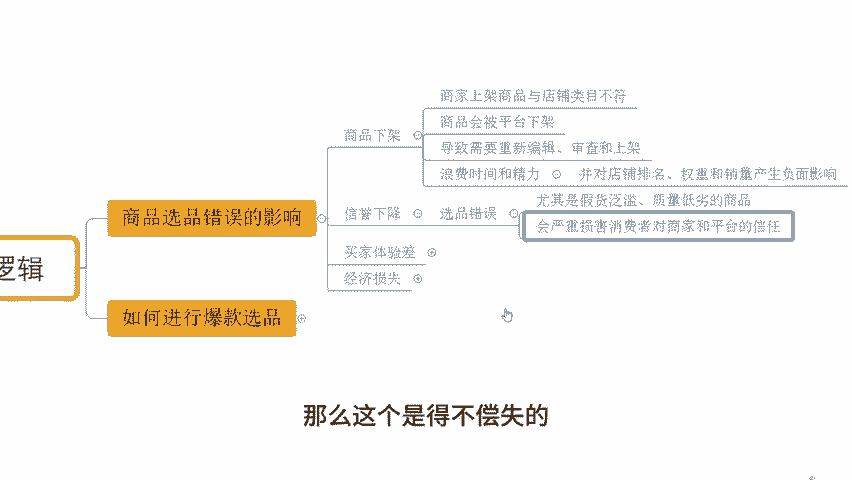 商家上架商品与店铺类目不符
商品下架
商品会被平台下架
导致需要重新编辑、审查和上架
浪费时间和精力 并对店铺排名、权重和销量产生负面影响
商品选品错误的影响
信誉下降 选品错误
尤其是假货泛滥、质量低劣的商品
会严重损害消费者对商家和平台的信任
买家体验差
经济损失
逻辑
如何进行爆款选品
那么这个是得不偿失的